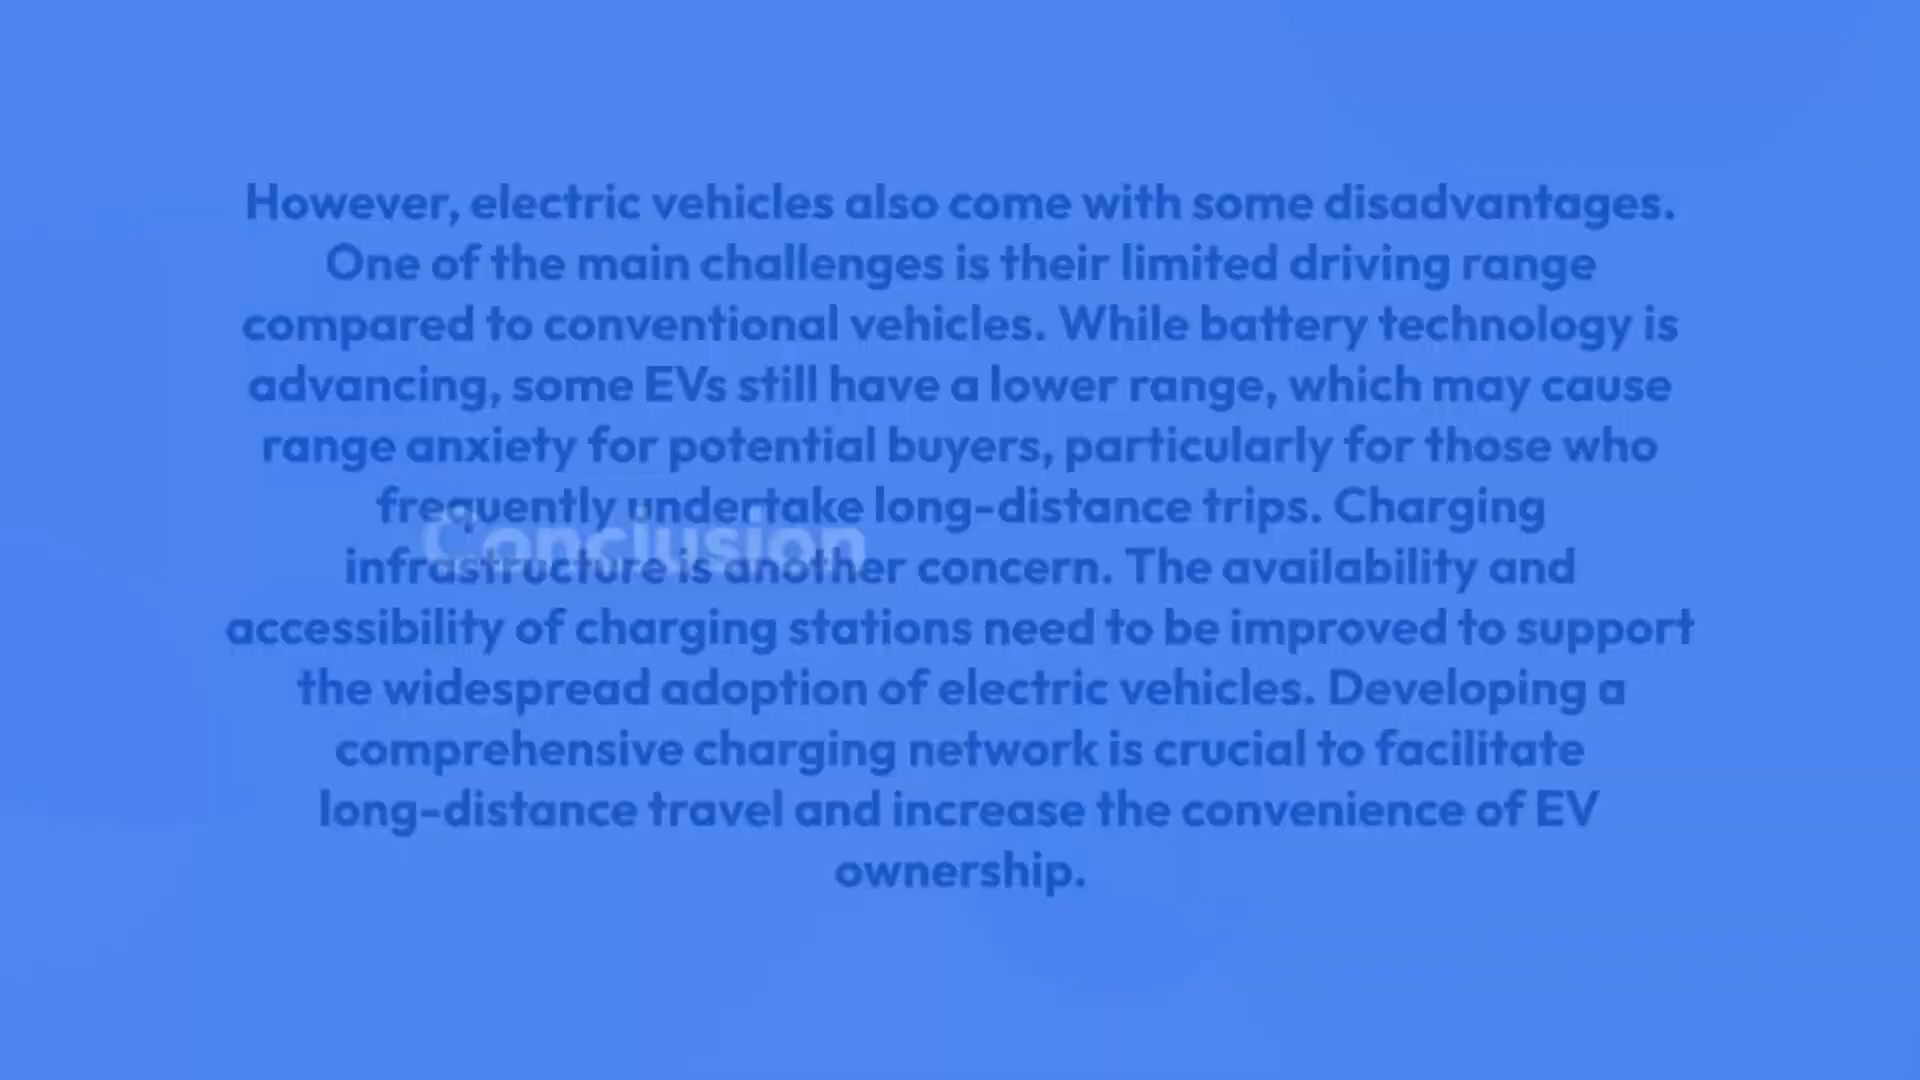 However, electric vehicles also come with some disadvantages.
One of the main challenges is their limited driving range
compared to conventional vehicles. While battery technology is
advancing, some EVs still have a lower range, which may cause
range anxiety for potential buyers, particularly for those who
frequently undertake long-distance trips. Charging
Conclusion
infrastructure is another concern. The availability and
accessibility of charging stations need to be improved to support
the widespread adoption of electric vehicles. Developing a
comprehensive charging network is crucial to facilitate
long-distance travel and increase the convenience of EV
ownership.